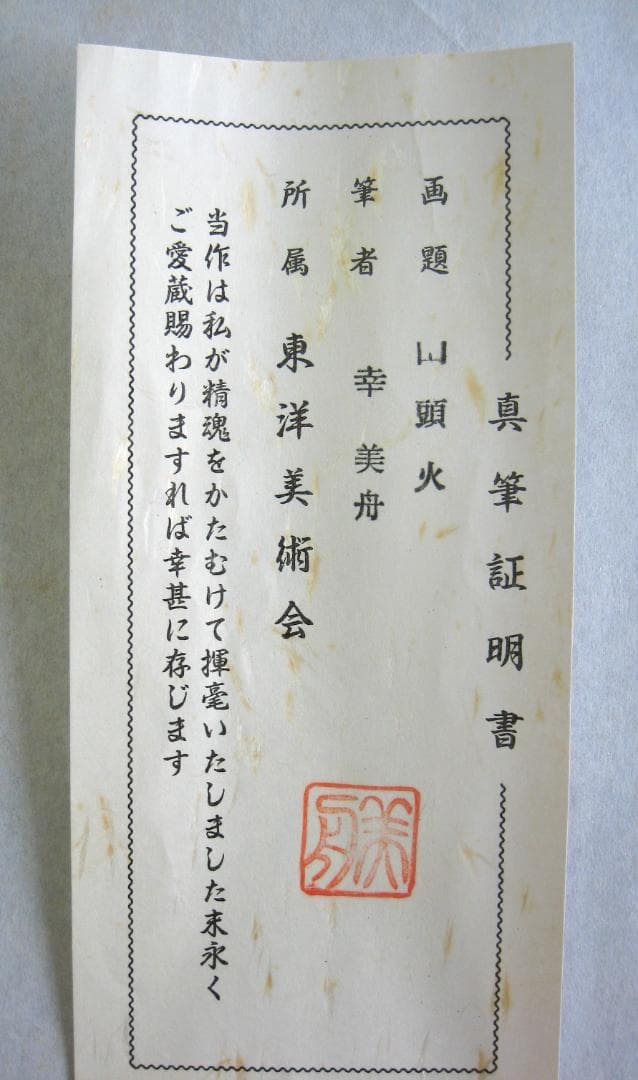 真筆証明書
画題 山頭火
筆者 幸 美舟
所属 東洋美術会
当作は私が精魂をかたむけて揮毫いたしました末永く
ご愛蔵賜わりますれば幸甚に存じます
美舟